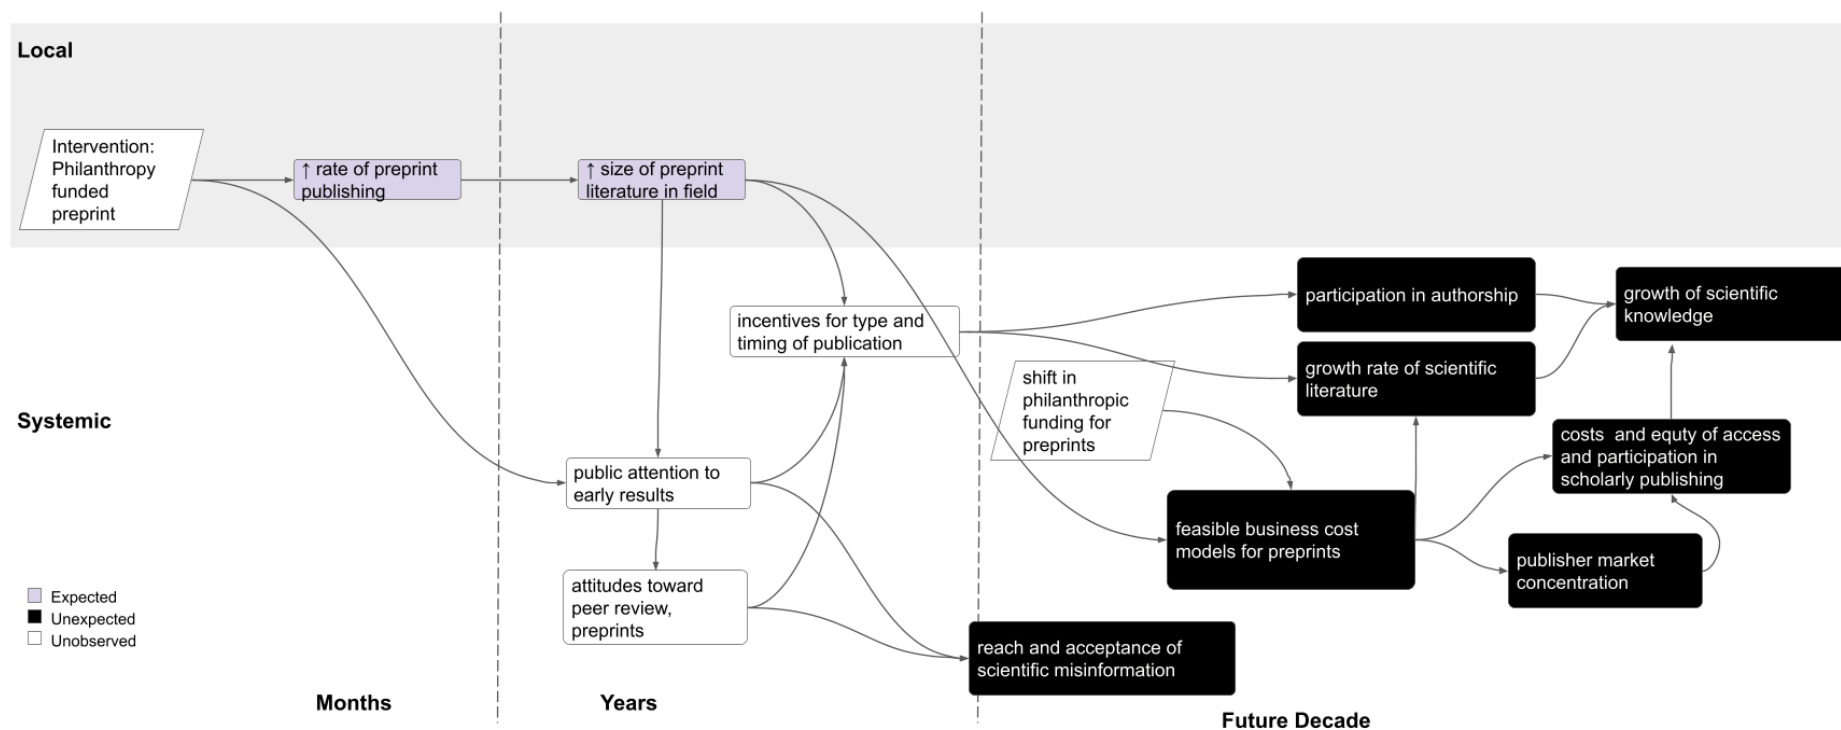 Local
Intervention:
Philanthropy
funded
preprint
↑ rate of preprint
publishing
↑ size of preprint
literature in field
Systemic
incentives for type and
timing of publication
public attention to
early results
attitudes toward
peer review,
preprints
shift in
philanthropic
funding for
preprints
participation in authorship
growth rate of scientific
literature
growth of scientific
knowledge
costs  and equty of access
and participation in
scholarly publishing
feasible business cost
models for preprints
publisher market
concentration
reach and acceptance of
scientific misinformation
Expected
Unexpected
Unobserved
Months
Years
Future Decade